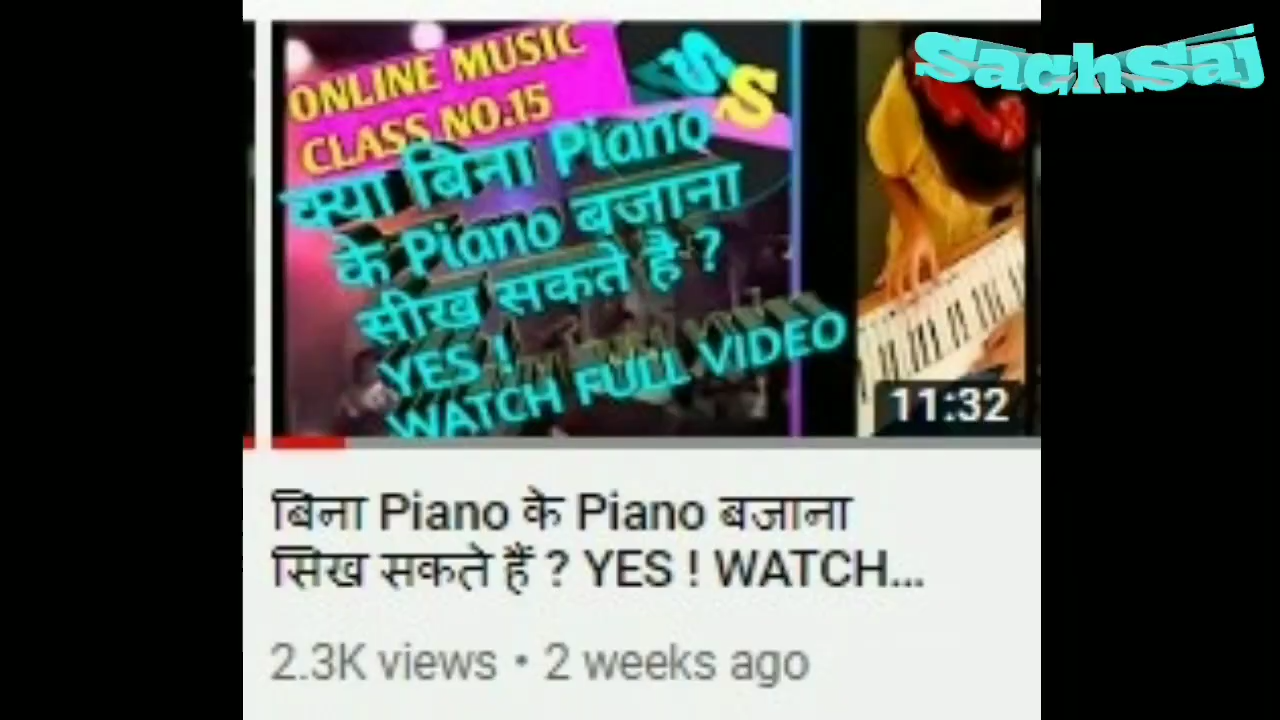 SachSaj
ONLINE MUSIC
CLASS NO.15
SS
क्या बिना Piano
के Piano बजाना
सीख सकते है ?
YES !
WATCH FULL VIDEO
11:32
बिना Piano के Piano बजाना
सिख सकते हैं ? YES ! WATCH...
2.3K views • 2 weeks ago